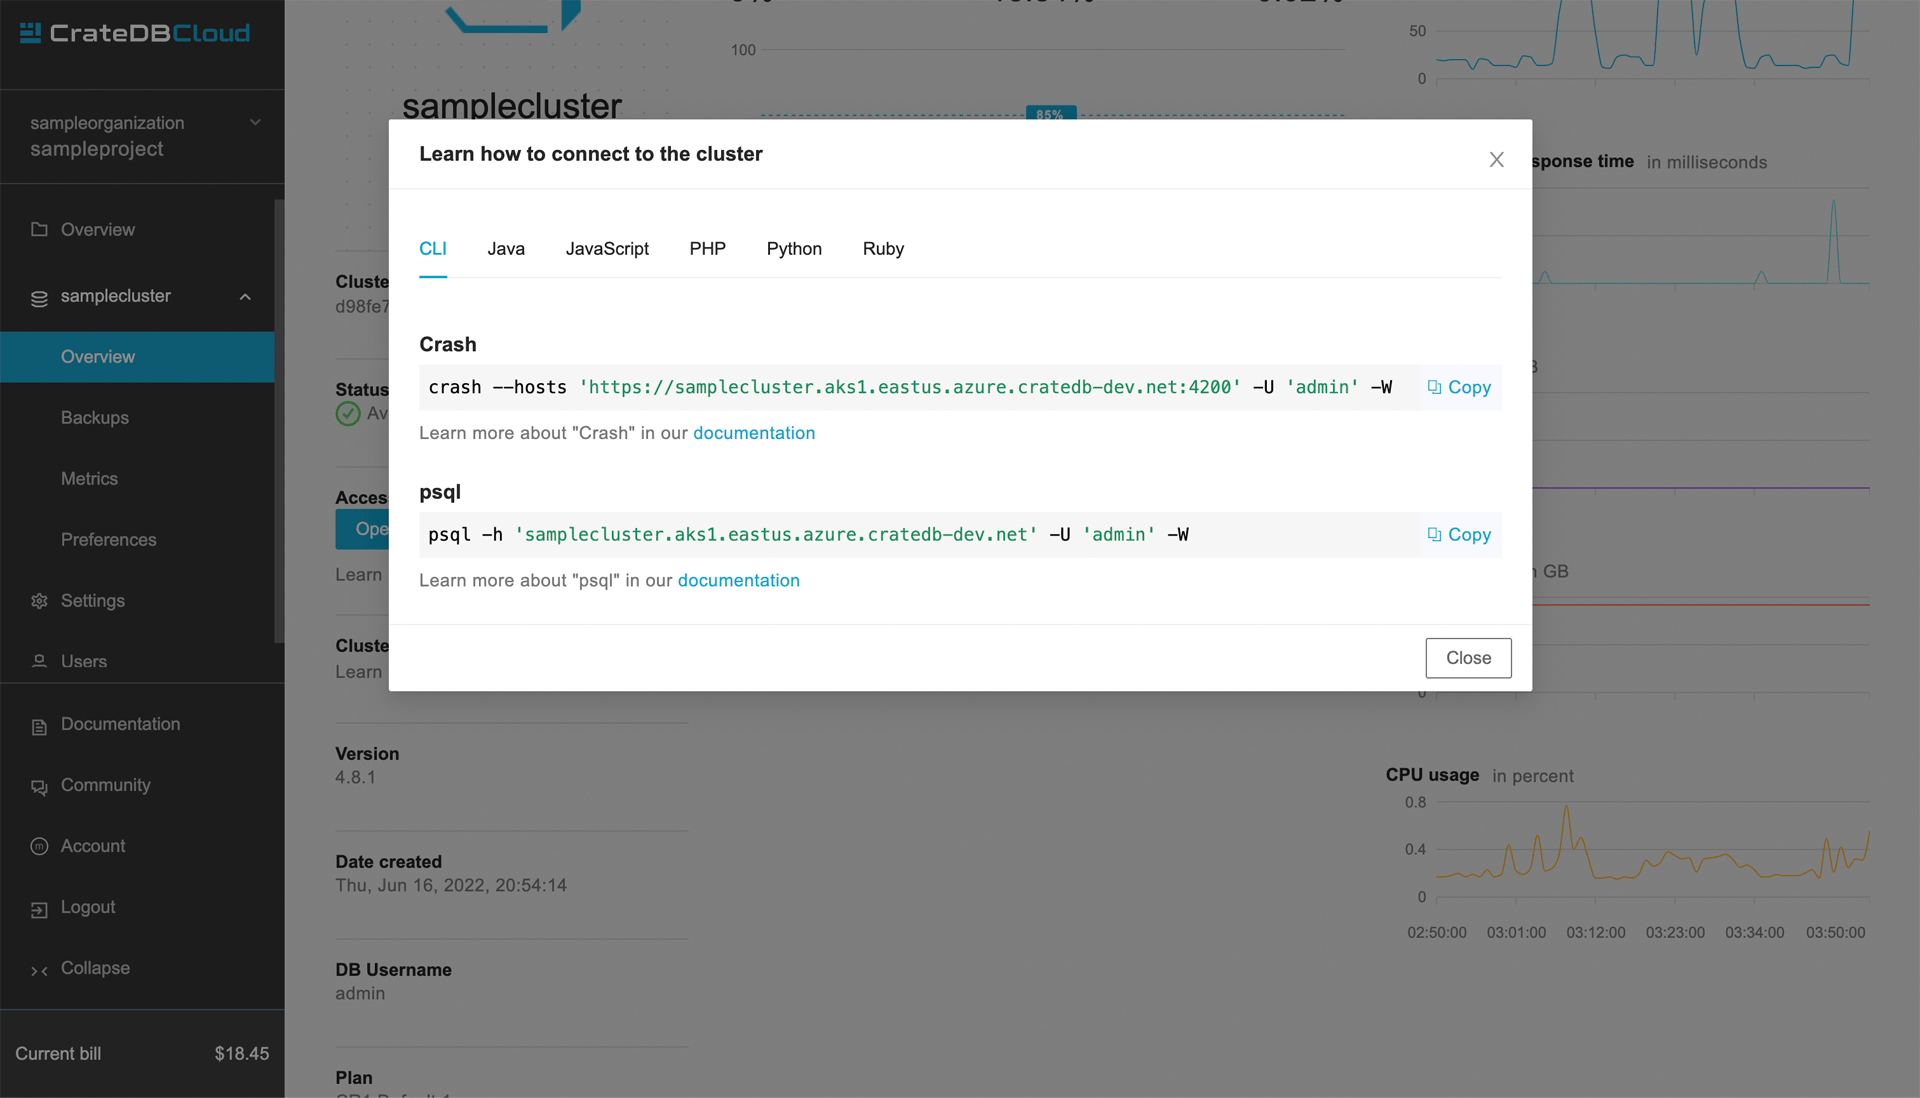 CrateDBCloud
sampleorganization
sampleproject
Overview
samplecluster
Overview
Backups
Metrics
Preferences
Settings
Users
Documentation
Community
Account
Logout
Collapse
Current bill $18.45
samplecluster
100
85%
Learn how to connect to the cluster
CLI Java JavaScript PHP Python Ruby
Crash
crash --hosts 'https://samplecluster.aks1.eastus.azure.cratedb-dev.net:4200' -U 'admin' -W
Copy
Learn more about "Crash" in our documentation
psql
psql -h 'samplecluster.aks1.eastus.azure.cratedb-dev.net' -U 'admin' -W
Copy
Learn more about "psql" in our documentation
Close
Cluste
d98fe7
Status
Av
Acces
Ope
Learn
Cluste
Learn
Version
4.8.1
Date created
Thu, Jun 16, 2022, 20:54:14
DB Username
admin
Plan
50
0
sponse time in milliseconds
GB
0
CPU usage in percent
0.8
0.4
0
02:50:00 03:01:00 03:12:00 03:23:00 03:34:00 03:50:00